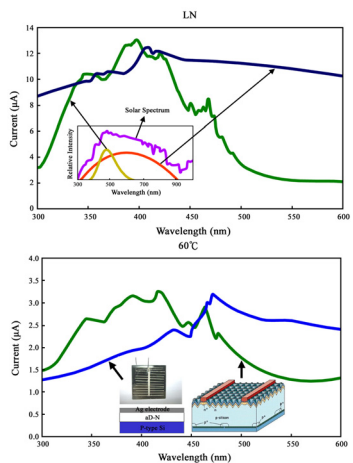 LN
14
12
10
8
6
4
2
0
Current (μA)
Solar Spectrum
Relative Intensity
300 500 700 900
Wavelength (nm)
300 350 400 450 500 550 600
Wavelength (nm)
60℃
4.0
3.5
3.0
2.5
2.0
1.5
1.0
0.5
0.0
Current (μA)
Ag electrode
aD-N
P-type Si
300 350 400 450 500 550 600
Wavelength (nm)